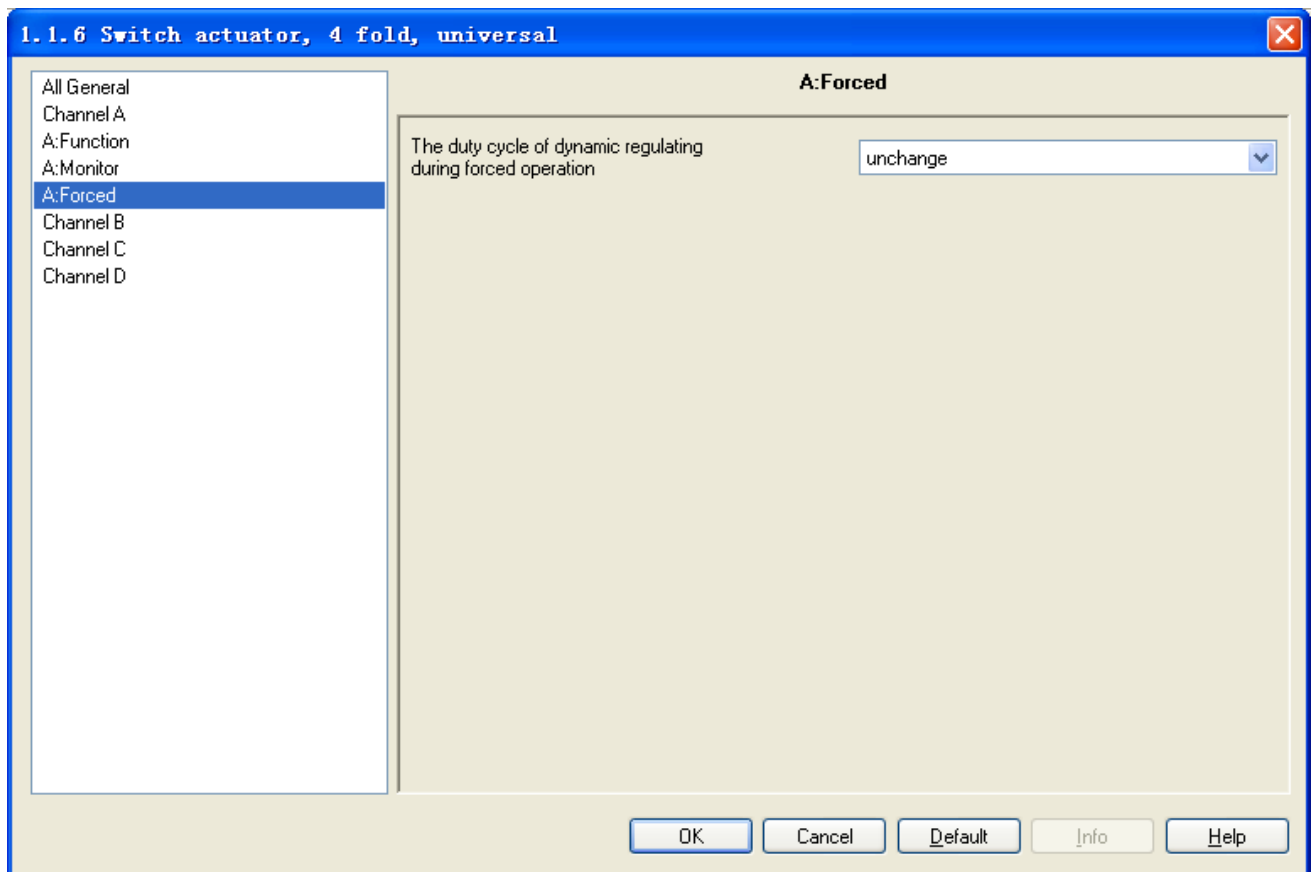 1.1.6 Switch actuator, 4 fold, universal
All General
Channel A
A:Function
A:Monitor
A:Forced
Channel B
Channel C
Channel D
A:Forced
The duty cycle of dynamic regulating
during forced operation
unchange
OK
Cancel
Default
Info
Help